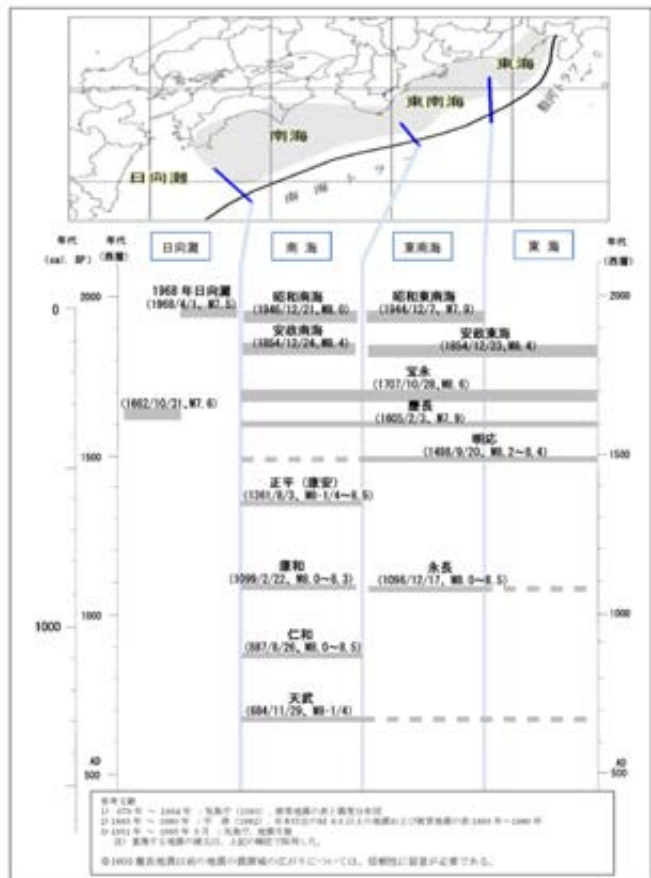 東海
東南海
南海
日向灘
南海トラフ
駿河トラフ
年代
(cal. BP)
年代
(西暦)
日向灘
南 海
東南海
東 海
年代
(西暦)
0
1000
2000
1500
1000
AD
500
2000
1500
1000
AD
500
1968 年日向灘
(1968/4/1, M7.5)
昭和南海
(1946/12/21, M8.0)
昭和東南海
(1944/12/7, M7.9)
安政南海
(1854/12/24, M8.4)
安政東海
(1854/12/23, M8.4)
宝永
(1707/10/28, M8.6)
(1662/10/31, M7.6)
慶長
(1605/2/3, M7.9)
明応
(1498/9/20, M8.2～8.4)
正平（康安）
(1361/8/3、M8-1/4～8.5)
康和
(1099/2/22、M8.0～8.3)
永長
(1096/12/17、M8.0～8.5)
仁和
(887/8/26、M8.0～8.5)
天武
(684/11/29、M8-1/4)
参考文献